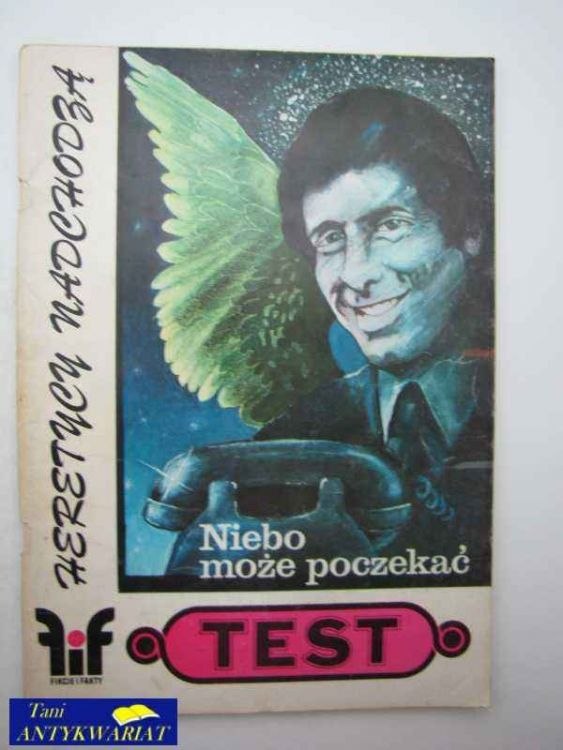 HERETYCY NADCHODZĄ
Niebo
może poczekać
fif
FIKCJE I FAKTY
TEST
Tani
ANTYKWARIAT